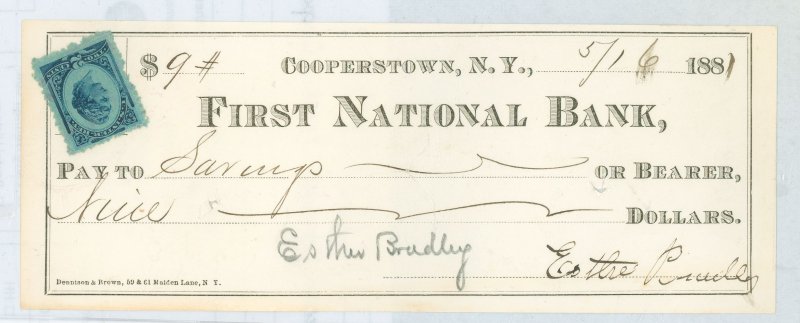 $ 9 # COOPERSTOWN, N.Y., 5/16 1881
FIRST NATIONAL BANK,
PAY TO Savings OR BEARER,
Nine DOLLARS.
Esther Bradley
Esthe Bradley
Dennison & Brown, 59 & 61 Maiden Lane, N Y.